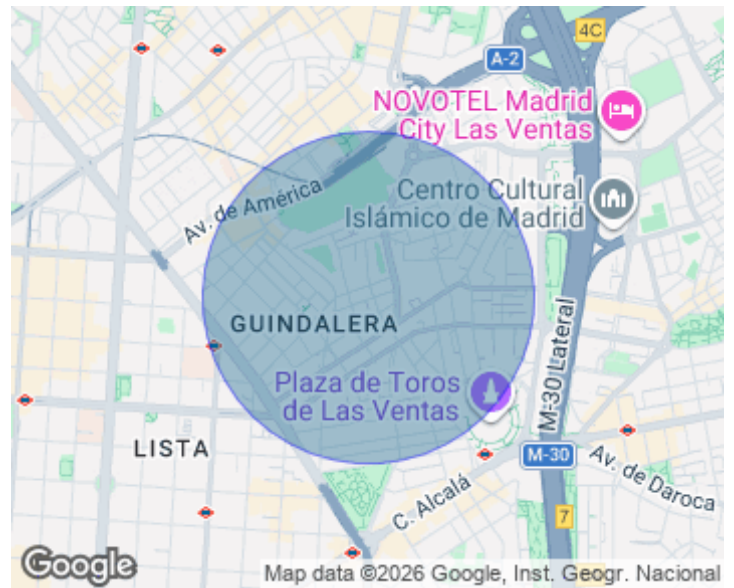 4C
A-2
NOVOTEL Madrid
City Las Ventas
Av. de América
Centro Cultural
Islámico de Madrid
GUINDALERA
M-30 Lateral
Plaza de Toros
de Las Ventas
LISTA
M-30
Av. de Daroca
C. Alcalá
7
Google
Map data ©2026 Google, Inst. Geogr. Nacional